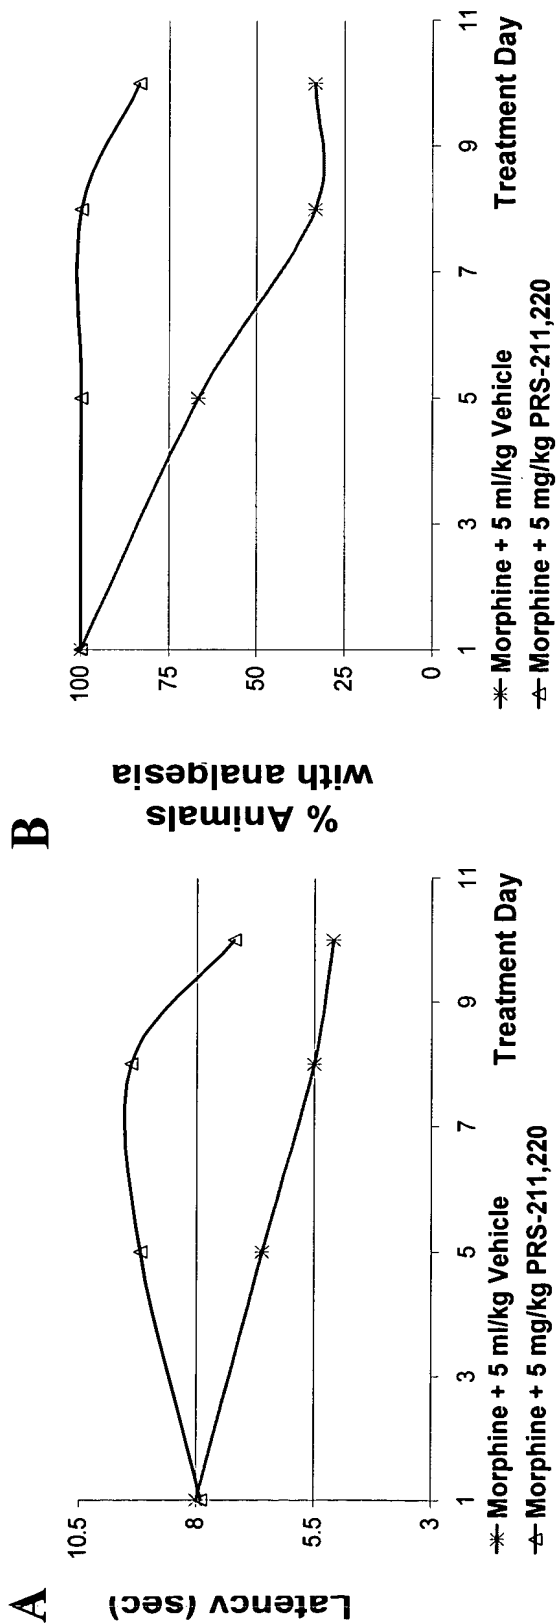 A
Latency (sec)
10.5
8
5.5
3
1
3
5
7
9
11
Treatment Day
Morphine + 5 ml/kg Vehicle
Morphine + 5 mg/kg PRS-211,220
B
% Animals
with analgesia
100
75
50
25
0
1
3
5
7
9
11
Treatment Day
Morphine + 5 ml/kg Vehicle
Morphine + 5 mg/kg PRS-211,220